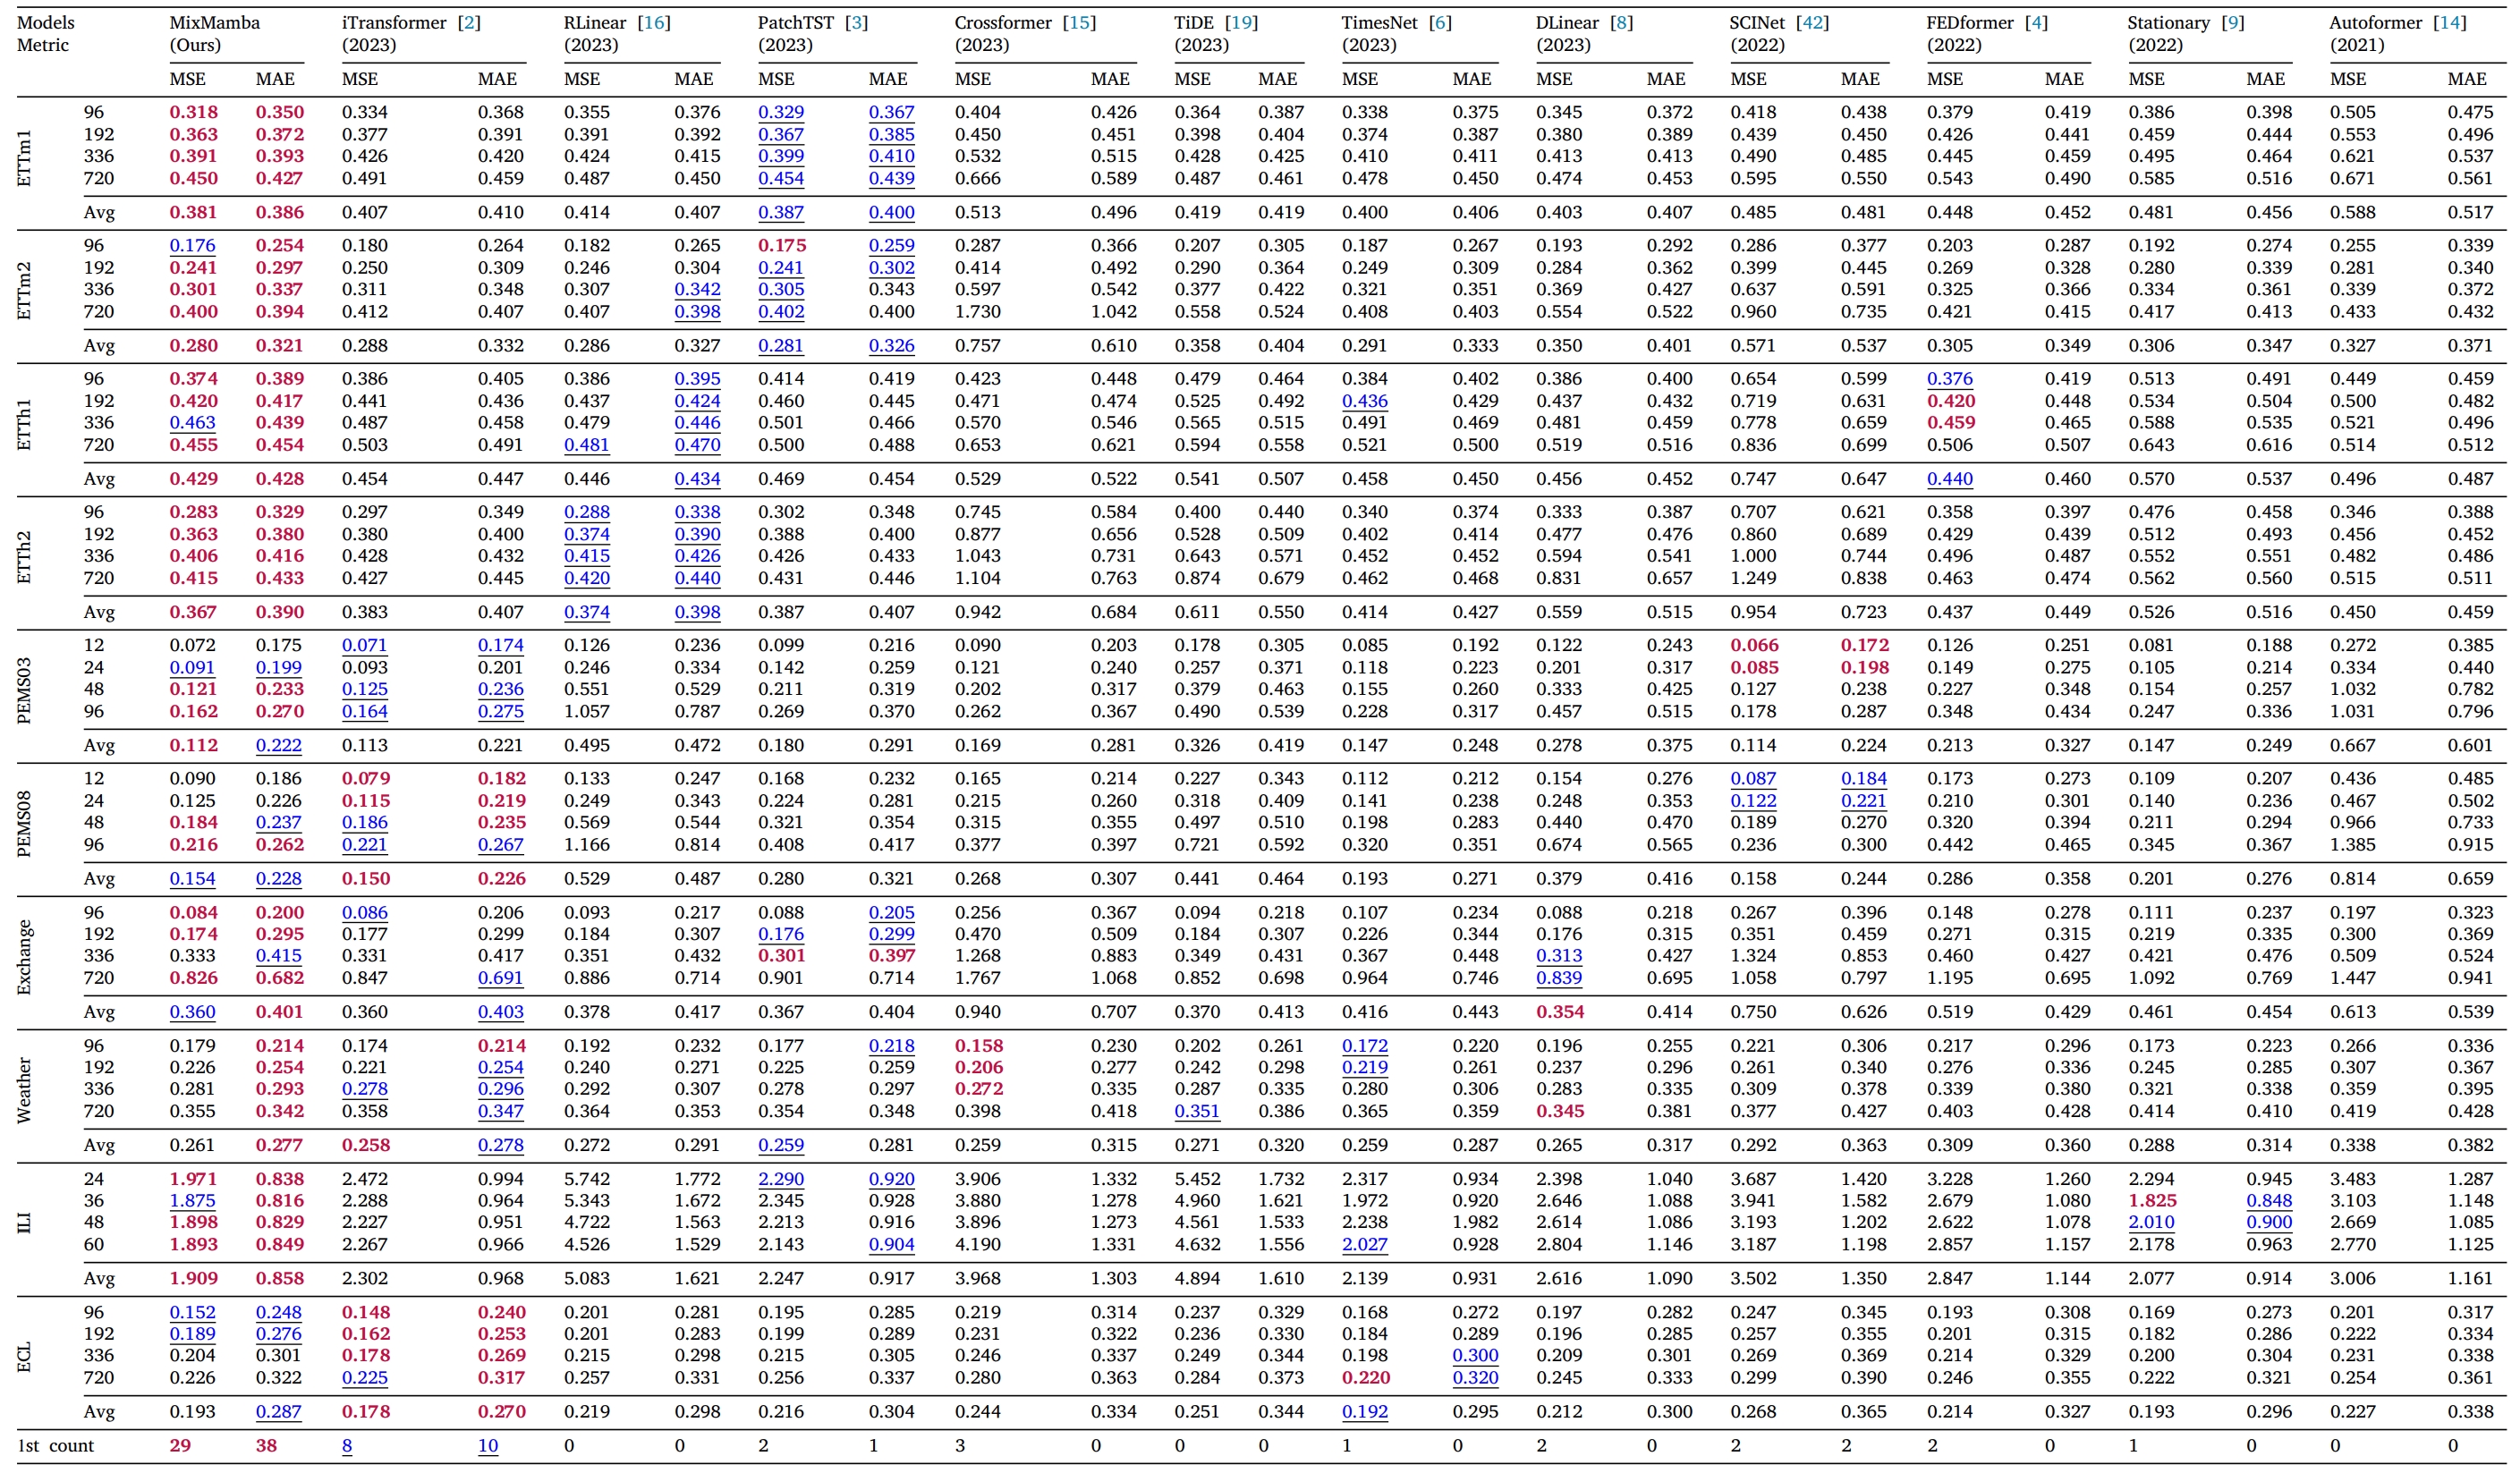 Models MixMamba iTransformer [2] RLinear [16] PatchTST [3] Crossformer [15] TiDE [19] TimesNet [6] DLinear [8] SCINet [42] FEDformer [4] Stationary [9] Autoformer [14]
Metric (Ours) (2023) (2023) (2023) (2023) (2023) (2023) (2023) (2022) (2022) (2022) (2021)
MSE MAE MSE MAE MSE MAE MSE MAE MSE MAE MSE MAE MSE MAE MSE MAE MSE MAE MSE MAE MSE MAE MSE MAE
ETTm1
96 0.318 0.350 0.334 0.368 0.355 0.376 0.329 0.367 0.404 0.426 0.364 0.387 0.338 0.375 0.345 0.372 0.418 0.438 0.379 0.419 0.386 0.398 0.505 0.475
192 0.363 0.372 0.377 0.391 0.391 0.392 0.367 0.385 0.450 0.451 0.398 0.404 0.374 0.387 0.380 0.389 0.439 0.450 0.426 0.441 0.459 0.444 0.553 0.496
336 0.391 0.393 0.426 0.420 0.424 0.415 0.399 0.410 0.532 0.515 0.428 0.425 0.410 0.411 0.413 0.413 0.490 0.485 0.445 0.459 0.495 0.464 0.621 0.537
720 0.450 0.427 0.491 0.459 0.487 0.450 0.454 0.439 0.666 0.589 0.487 0.461 0.478 0.450 0.474 0.453 0.595 0.550 0.543 0.490 0.585 0.516 0.671 0.561
Avg 0.381 0.386 0.407 0.410 0.414 0.407 0.387 0.400 0.513 0.496 0.419 0.419 0.400 0.406 0.403 0.407 0.485 0.481 0.448 0.452 0.481 0.456 0.588 0.517
ETTm2
96 0.176 0.254 0.180 0.264 0.182 0.265 0.175 0.259 0.287 0.366 0.207 0.305 0.187 0.267 0.193 0.292 0.286 0.377 0.203 0.287 0.192 0.274 0.255 0.339
192 0.241 0.297 0.250 0.309 0.246 0.304 0.241 0.302 0.414 0.492 0.290 0.364 0.249 0.309 0.284 0.362 0.399 0.445 0.269 0.328 0.280 0.339 0.281 0.340
336 0.301 0.337 0.311 0.348 0.307 0.342 0.305 0.343 0.597 0.542 0.377 0.422 0.321 0.351 0.369 0.427 0.637 0.591 0.325 0.366 0.334 0.361 0.339 0.372
720 0.400 0.394 0.412 0.407 0.407 0.398 0.402 0.400 1.730 1.042 0.558 0.524 0.408 0.403 0.554 0.522 0.960 0.735 0.421 0.415 0.417 0.413 0.433 0.432
Avg 0.280 0.321 0.288 0.332 0.286 0.327 0.281 0.326 0.757 0.610 0.358 0.404 0.291 0.333 0.350 0.401 0.571 0.537 0.305 0.349 0.306 0.347 0.327 0.371
ETTh1
96 0.374 0.389 0.386 0.405 0.386 0.395 0.414 0.419 0.423 0.448 0.479 0.464 0.384 0.402 0.386 0.400 0.654 0.599 0.376 0.419 0.513 0.491 0.449 0.459
192 0.420 0.417 0.441 0.436 0.437 0.424 0.460 0.445 0.471 0.474 0.525 0.492 0.436 0.429 0.437 0.432 0.719 0.631 0.420 0.448 0.534 0.504 0.500 0.482
336 0.463 0.439 0.487 0.458 0.479 0.446 0.501 0.466 0.570 0.546 0.565 0.515 0.491 0.469 0.481 0.459 0.778 0.659 0.459 0.465 0.588 0.535 0.521 0.496
720 0.455 0.454 0.503 0.491 0.481 0.470 0.500 0.488 0.653 0.621 0.594 0.558 0.521 0.500 0.519 0.516 0.836 0.699 0.506 0.507 0.643 0.616 0.514 0.512
Avg 0.429 0.428 0.454 0.447 0.446 0.434 0.469 0.454 0.529 0.522 0.541 0.507 0.458 0.450 0.456 0.452 0.747 0.647 0.440 0.460 0.570 0.537 0.496 0.487
ETTh2
96 0.283 0.329 0.297 0.349 0.288 0.338 0.302 0.348 0.745 0.584 0.400 0.440 0.340 0.374 0.333 0.387 0.707 0.621 0.358 0.397 0.476 0.458 0.346 0.388
192 0.363 0.380 0.380 0.400 0.374 0.390 0.388 0.400 0.877 0.656 0.528 0.509 0.402 0.414 0.477 0.476 0.860 0.689 0.429 0.439 0.512 0.493 0.456 0.452
336 0.406 0.416 0.428 0.432 0.415 0.426 0.426 0.433 1.043 0.731 0.643 0.571 0.452 0.452 0.594 0.541 1.000 0.744 0.496 0.487 0.552 0.551 0.482 0.486
720 0.415 0.433 0.427 0.445 0.420 0.440 0.431 0.446 1.104 0.763 0.874 0.679 0.462 0.468 0.831 0.657 1.249 0.838 0.463 0.474 0.562 0.560 0.515 0.511
Avg 0.367 0.390 0.383 0.407 0.374 0.398 0.387 0.407 0.942 0.684 0.611 0.550 0.414 0.427 0.559 0.515 0.954 0.723 0.437 0.449 0.526 0.516 0.450 0.459
PEMS03
12 0.072 0.175 0.071 0.174 0.126 0.236 0.099 0.216 0.090 0.203 0.178 0.305 0.085 0.192 0.122 0.243 0.066 0.172 0.126 0.251 0.081 0.188 0.272 0.385
24 0.091 0.199 0.093 0.201 0.246 0.334 0.142 0.259 0.121 0.240 0.257 0.371 0.118 0.223 0.201 0.317 0.085 0.198 0.149 0.275 0.105 0.214 0.334 0.440
48 0.121 0.233 0.125 0.236 0.551 0.529 0.211 0.319 0.202 0.317 0.379 0.463 0.155 0.260 0.333 0.425 0.127 0.238 0.227 0.348 0.154 0.257 1.032 0.782
96 0.162 0.270 0.164 0.275 1.057 0.787 0.269 0.370 0.262 0.367 0.490 0.539 0.228 0.317 0.457 0.515 0.178 0.287 0.348 0.434 0.247 0.336 1.031 0.796
Avg 0.112 0.222 0.113 0.221 0.495 0.472 0.180 0.291 0.169 0.281 0.326 0.419 0.147 0.248 0.278 0.375 0.114 0.224 0.213 0.327 0.147 0.249 0.667 0.601
PEMS08
12 0.090 0.186 0.079 0.182 0.133 0.247 0.168 0.232 0.165 0.214 0.227 0.343 0.112 0.212 0.154 0.276 0.087 0.184 0.173 0.273 0.109 0.207 0.436 0.485
24 0.125 0.226 0.115 0.219 0.249 0.343 0.224 0.281 0.215 0.260 0.318 0.409 0.141 0.238 0.248 0.353 0.122 0.221 0.210 0.301 0.140 0.236 0.467 0.502
48 0.184 0.237 0.186 0.235 0.569 0.544 0.321 0.354 0.315 0.355 0.497 0.510 0.198 0.283 0.440 0.470 0.189 0.270 0.320 0.394 0.211 0.294 0.966 0.733
96 0.216 0.262 0.221 0.267 1.166 0.814 0.408 0.417 0.377 0.397 0.721 0.592 0.320 0.351 0.674 0.565 0.236 0.300 0.442 0.465 0.345 0.367 1.385 0.915
Avg 0.154 0.228 0.150 0.226 0.529 0.487 0.280 0.321 0.268 0.307 0.441 0.464 0.193 0.271 0.379 0.416 0.158 0.244 0.286 0.358 0.201 0.276 0.814 0.659
Exchange
96 0.084 0.200 0.086 0.206 0.093 0.217 0.088 0.205 0.256 0.367 0.094 0.218 0.107 0.234 0.088 0.218 0.267 0.396 0.148 0.278 0.111 0.237 0.197 0.323
192 0.174 0.295 0.177 0.299 0.184 0.307 0.176 0.299 0.470 0.509 0.184 0.307 0.226 0.344 0.176 0.315 0.351 0.459 0.271 0.315 0.219 0.335 0.300 0.369
336 0.333 0.415 0.331 0.417 0.351 0.432 0.301 0.397 1.268 0.883 0.349 0.431 0.367 0.448 0.313 0.427 1.324 0.853 0.460 0.427 0.421 0.476 0.509 0.524
720 0.826 0.682 0.847 0.691 0.886 0.714 0.901 0.714 1.767 1.068 0.852 0.698 0.964 0.746 0.839 0.695 1.058 0.797 1.195 0.695 1.092 0.769 1.447 0.941
Avg 0.360 0.401 0.360 0.403 0.378 0.417 0.367 0.404 0.940 0.707 0.370 0.413 0.416 0.443 0.354 0.414 0.750 0.626 0.519 0.429 0.461 0.454 0.613 0.539
Weather
96 0.179 0.214 0.174 0.214 0.192 0.232 0.177 0.218 0.158 0.230 0.202 0.261 0.172 0.220 0.196 0.255 0.221 0.306 0.217 0.296 0.173 0.223 0.266 0.336
192 0.226 0.254 0.221 0.254 0.240 0.271 0.225 0.259 0.206 0.277 0.242 0.298 0.219 0.261 0.237 0.296 0.261 0.340 0.276 0.336 0.245 0.285 0.307 0.367
336 0.281 0.293 0.278 0.296 0.292 0.307 0.278 0.297 0.272 0.335 0.287 0.335 0.280 0.306 0.283 0.335 0.309 0.378 0.339 0.380 0.321 0.338 0.359 0.395
720 0.355 0.342 0.358 0.347 0.364 0.353 0.354 0.348 0.398 0.418 0.351 0.386 0.365 0.359 0.345 0.381 0.377 0.427 0.403 0.428 0.414 0.410 0.419 0.428
Avg 0.261 0.277 0.258 0.278 0.272 0.291 0.259 0.281 0.259 0.315 0.271 0.320 0.259 0.287 0.265 0.317 0.292 0.363 0.309 0.360 0.288 0.314 0.338 0.382
ILI
24 1.971 0.838 2.472 0.994 5.742 1.772 2.290 0.920 3.906 1.332 5.452 1.732 2.317 0.934 2.398 1.040 3.687 1.420 3.228 1.260 2.294 0.945 3.483 1.287
36 1.875 0.816 2.288 0.964 5.343 1.672 2.345 0.928 3.880 1.278 4.960 1.621 1.972 0.920 2.646 1.088 3.941 1.582 2.679 1.080 1.825 0.848 3.103 1.148
48 1.898 0.829 2.227 0.951 4.722 1.563 2.213 0.916 3.896 1.273 4.561 1.533 2.238 1.982 2.614 1.086 3.193 1.202 2.622 1.078 2.010 0.900 2.669 1.085
60 1.893 0.849 2.267 0.966 4.526 1.529 2.143 0.904 4.190 1.331 4.632 1.556 2.027 0.928 2.804 1.146 3.187 1.198 2.857 1.157 2.178 0.963 2.770 1.125
Avg 1.909 0.858 2.302 0.968 5.083 1.621 2.247 0.917 3.968 1.303 4.894 1.610 2.139 0.931 2.616 1.090 3.502 1.350 2.847 1.144 2.077 0.914 3.006 1.161
ECL
96 0.152 0.248 0.148 0.240 0.201 0.281 0.195 0.285 0.219 0.314 0.237 0.329 0.168 0.272 0.197 0.282 0.247 0.345 0.193 0.308 0.169 0.273 0.201 0.317
192 0.189 0.276 0.162 0.253 0.201 0.283 0.199 0.289 0.231 0.322 0.236 0.330 0.184 0.289 0.196 0.285 0.257 0.355 0.201 0.315 0.182 0.286 0.222 0.334
336 0.204 0.301 0.178 0.269 0.215 0.298 0.215 0.305 0.246 0.337 0.249 0.344 0.198 0.300 0.209 0.301 0.269 0.369 0.214 0.329 0.200 0.304 0.231 0.338
720 0.226 0.322 0.225 0.317 0.257 0.331 0.256 0.337 0.280 0.363 0.284 0.373 0.220 0.320 0.245 0.333 0.299 0.390 0.246 0.355 0.222 0.321 0.254 0.361
Avg 0.193 0.287 0.178 0.270 0.219 0.298 0.216 0.304 0.244 0.334 0.251 0.344 0.192 0.295 0.212 0.300 0.268 0.365 0.214 0.327 0.193 0.296 0.227 0.338
1st count 29 38 8 10 0 0 2 1 3 0 0 0 1 0 2 0 2 2 2 0 1 0 0 0